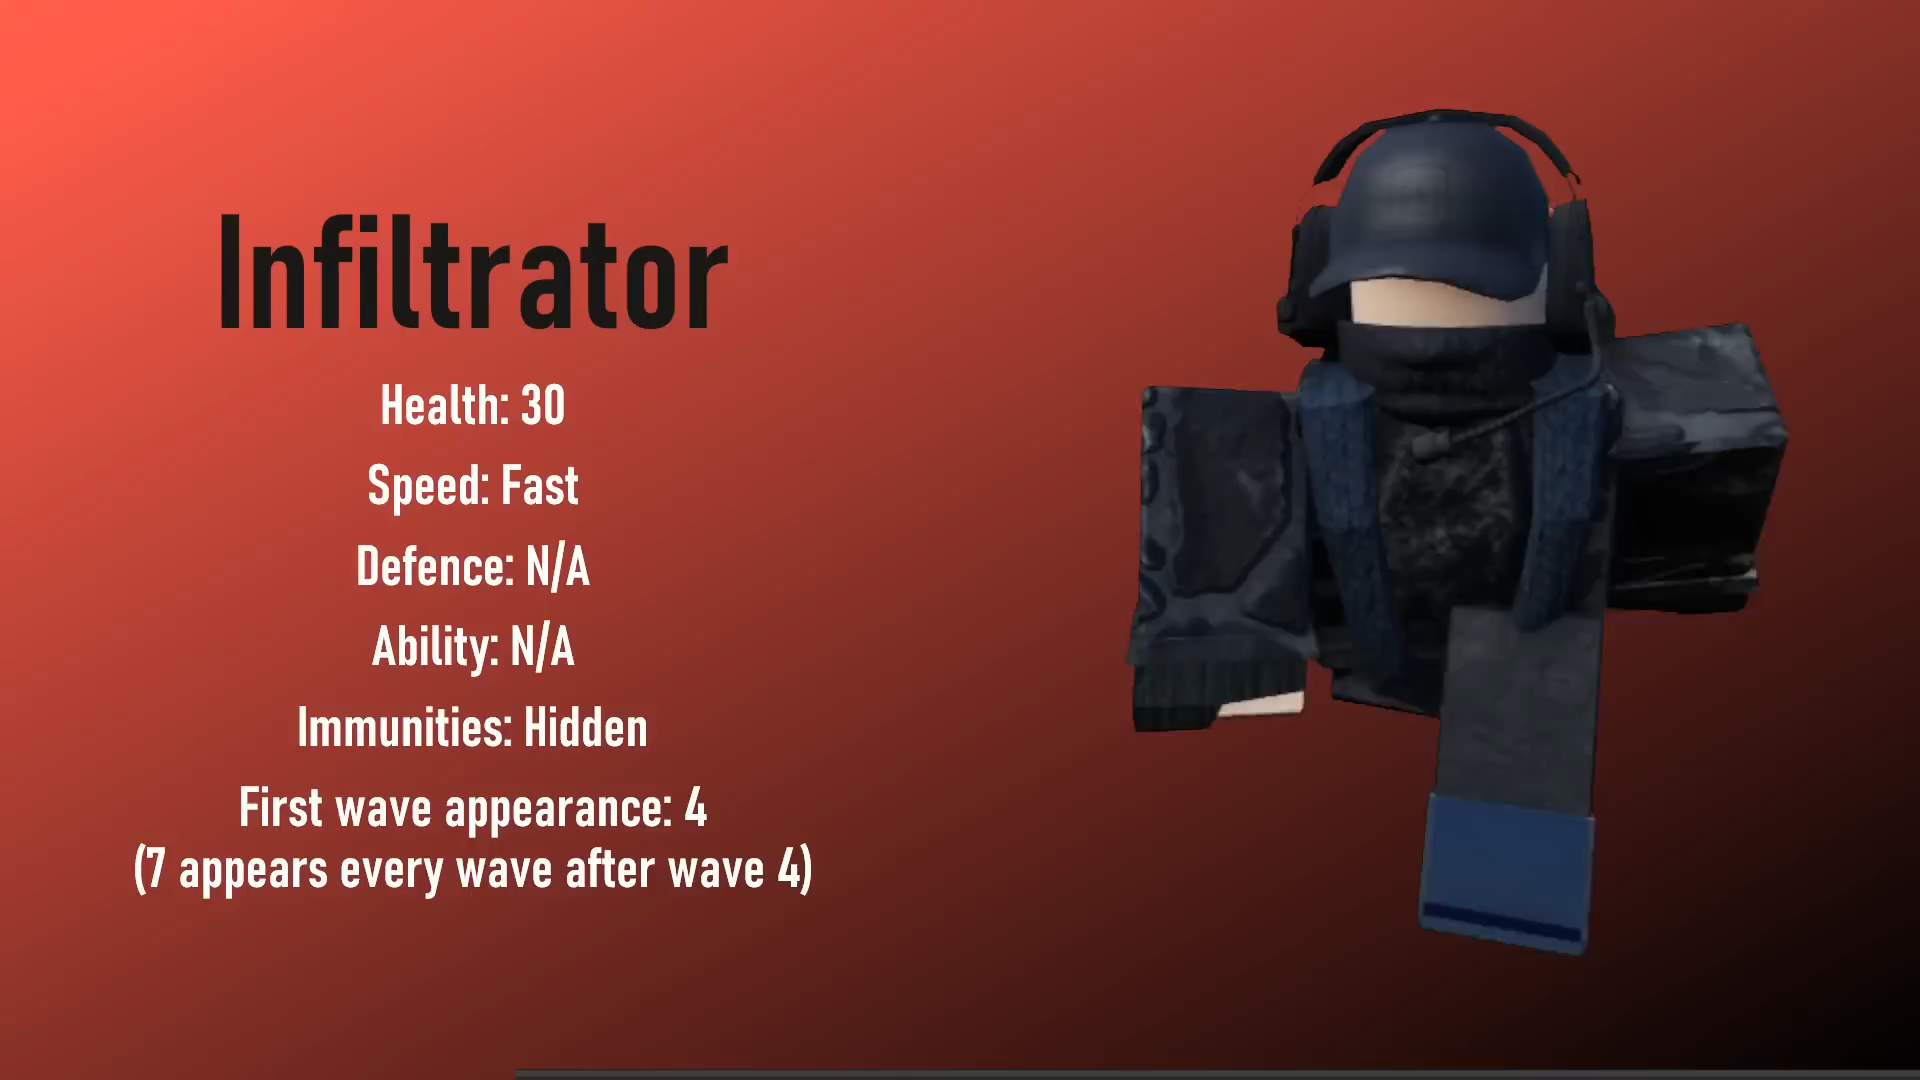 Infiltrator
Health: 30
Speed: Fast
Defence: N/A
Ability: N/A
Immunities: Hidden
First wave appearance: 4
(7 appears every wave after wave 4)